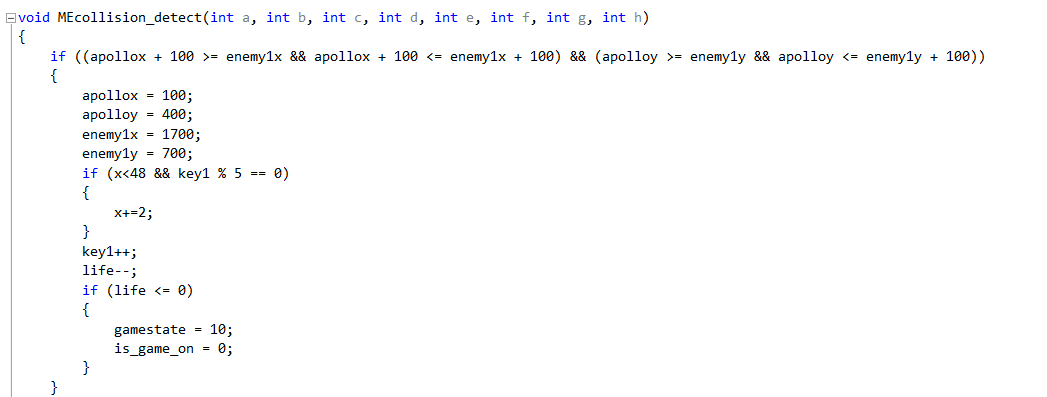 void MEcollision_detect(int a, int b, int c, int d, int e, int f, int g, int h)
{
    if ((apollox + 100 >= enemy1x && apollox + 100 <= enemy1x + 100) && (apolloy >= enemy1y && apolloy <= enemy1y + 100))
    {
        apollox = 100;
        apolloy = 400;
        enemy1x = 1700;
        enemy1y = 700;
        if (x<48 && key1 % 5 == 0)
        {
            x+=2;
        }
        key1++;
        life--;
        if (life <= 0)
        {
            gamestate = 10;
            is_game_on = 0;
        }
    }